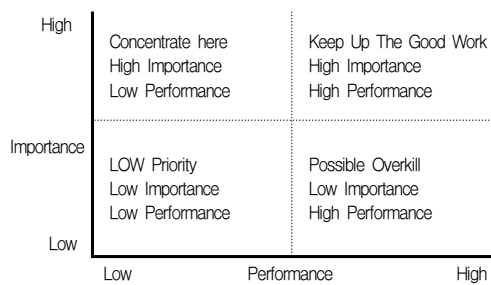 High
Concentrate here
High Importance
Low Performance
Keep Up The Good Work
High Importance
High Performance
Importance
LOW Priority
Low Importance
Low Performance
Possible Overkill
Low Importance
High Performance
Low
Low Performance High